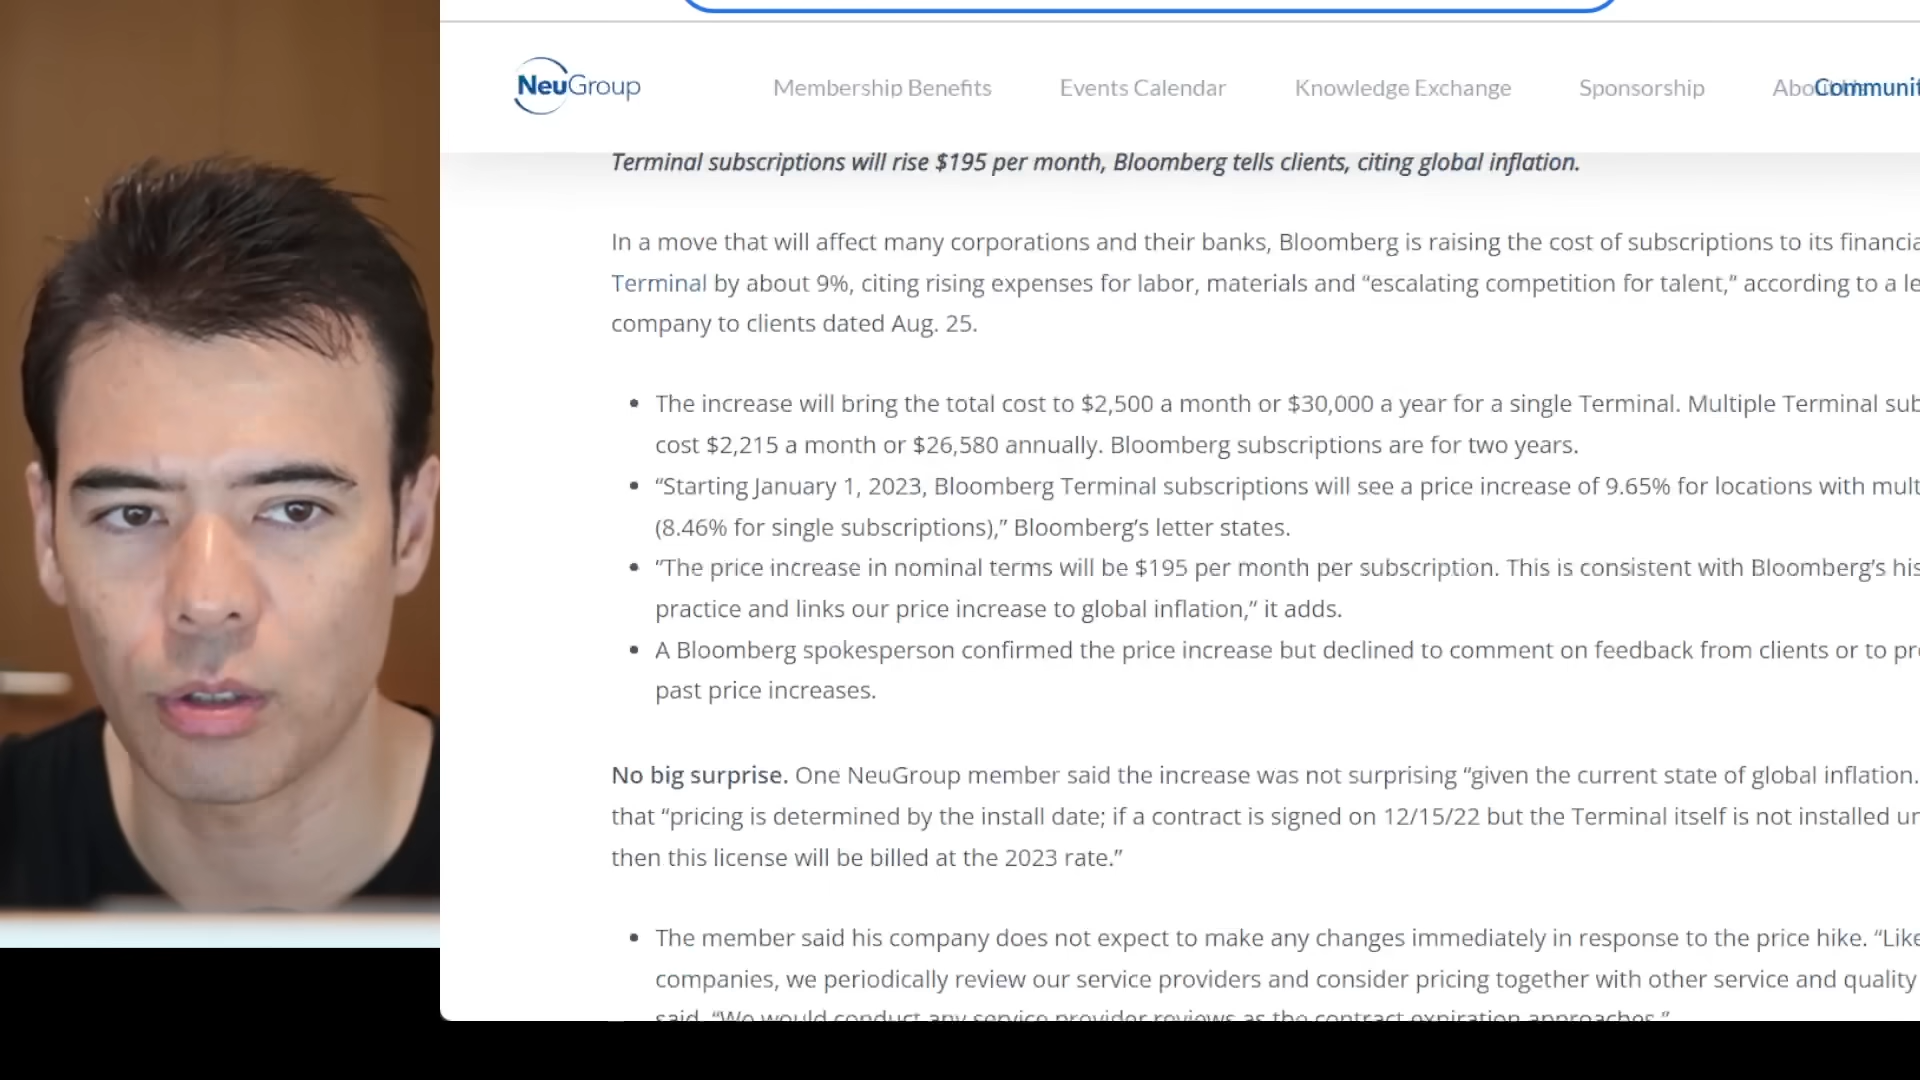 NeuGroup
Membership Benefits
Events Calendar
Knowledge Exchange
Sponsorship
Terminal subscriptions will rise $195 per month, Bloomberg tells clients, citing global inflation.
In a move that will affect many corporations and their banks, Bloomberg is raising the cost of subscriptions to its
Terminal by about 9%, citing rising expenses for labor, materials and “escalating competition for talent,” according to a
company to clients dated Aug. 25.
• The increase will bring the total cost to $2,500 a month or $30,000 a year for a single Terminal. Multiple Terminal
cost $2,215 a month or $26,580 annually. Bloomberg subscriptions are for two years.
• “Starting January 1, 2023, Bloomberg Terminal subscriptions will see a price increase of 9.65% for locations with
(8.46% for single subscriptions),” Bloomberg’s letter states.
• “The price increase in nominal terms will be $195 per month per subscription. This is consistent with Bloomberg’s
practice and links our price increase to global inflation,” it adds.
• A Bloomberg spokesperson confirmed the price increase but declined to comment on feedback from clients or to
past price increases.
No big surprise. One NeuGroup member said the increase was not surprising “given the current state of global inflation.
that “pricing is determined by the install date; if a contract is signed on 12/15/22 but the Terminal itself is not installed
then this license will be billed at the 2023 rate.”
• The member said his company does not expect to make any changes immediately in response to the price hike. “Like
companies, we periodically review our service providers and consider pricing together with other service and quality
said. “We would conduct any service provider reviews as the contract expiration approaches.”